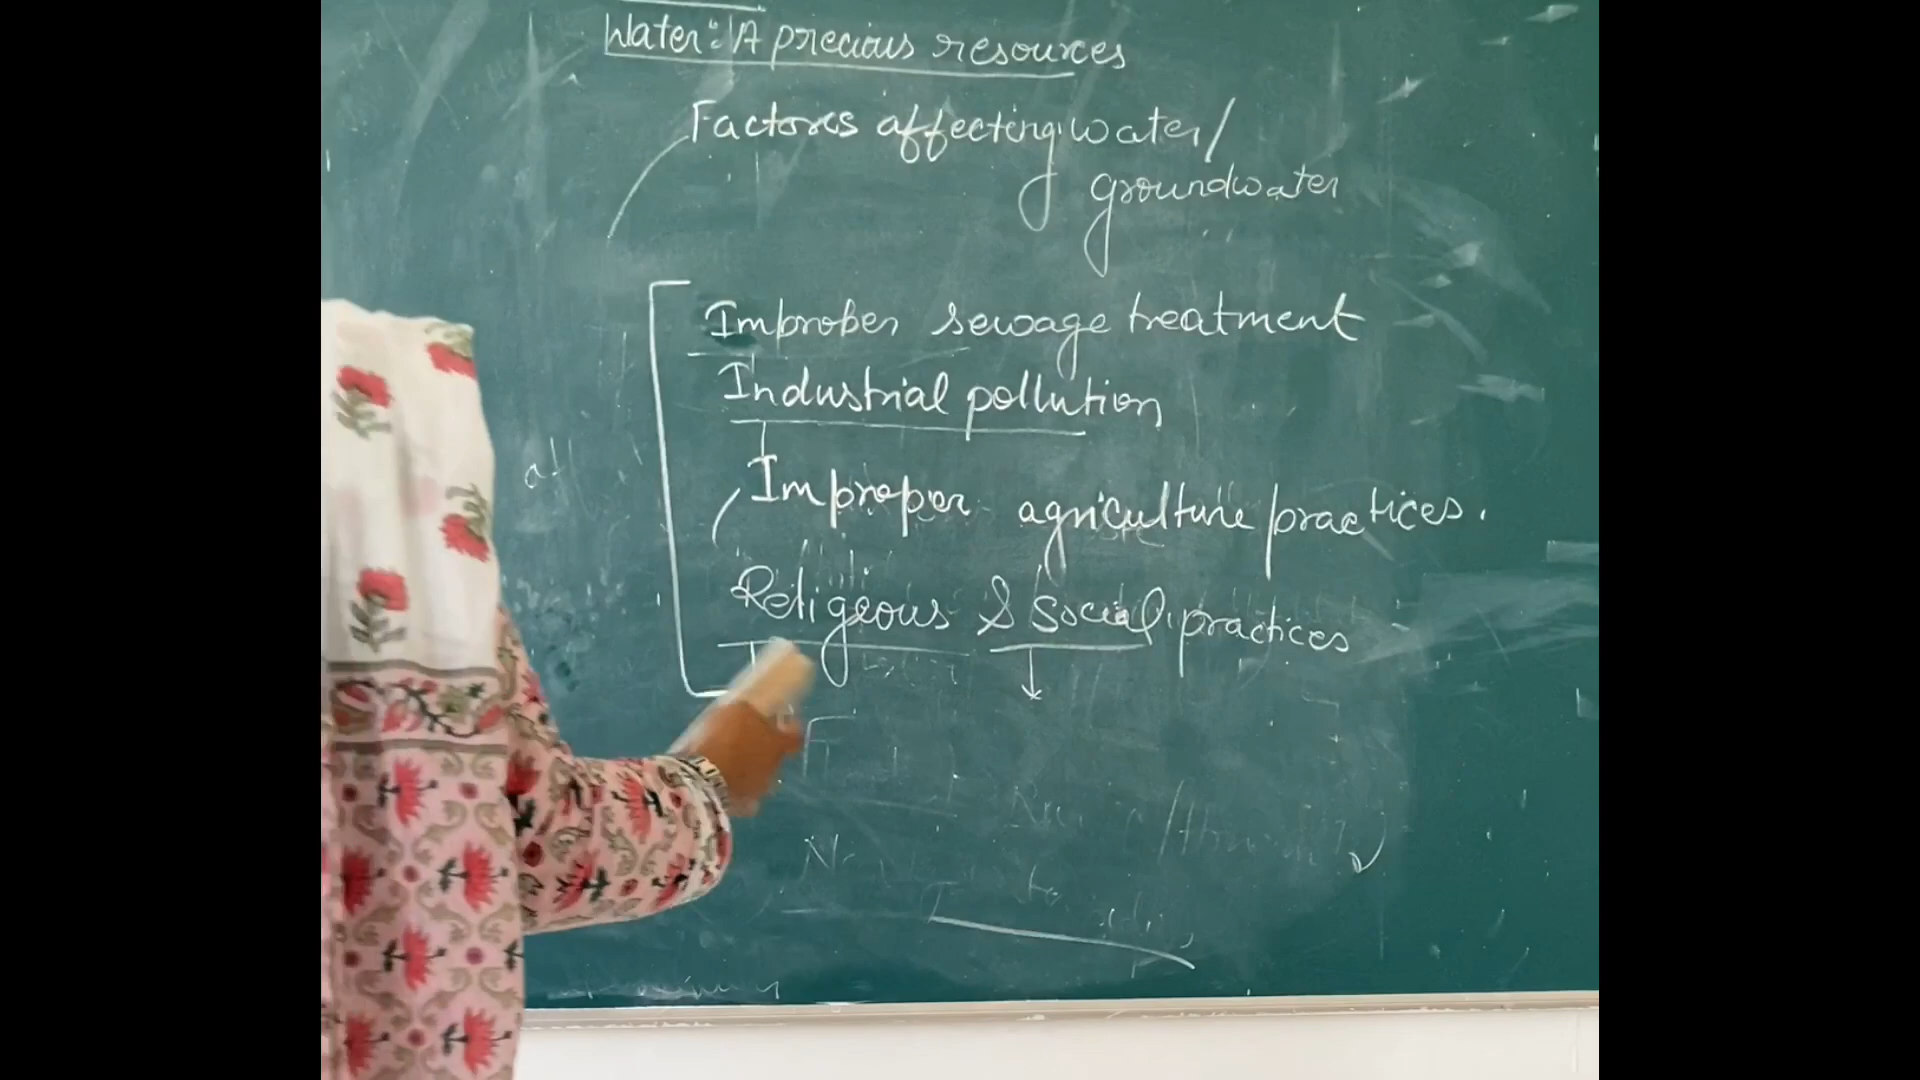 Water: A precious resources
Factors affecting water/
groundwater
Improper sewage treatment
Industrial pollution
Improper agriculture practices.
Religeous & Social practices